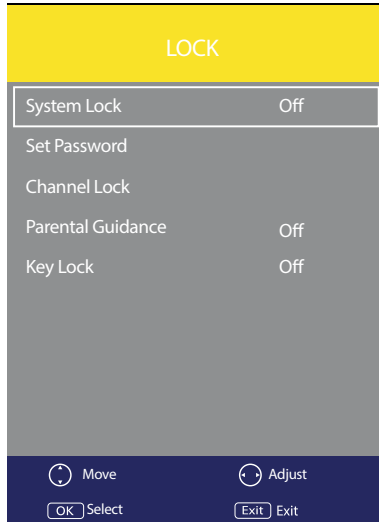 LOCK
System Lock Off
Set Password
Channel Lock
Parental Guidance Off
Key Lock Off
Move Adjust
OK Select Exit Exit